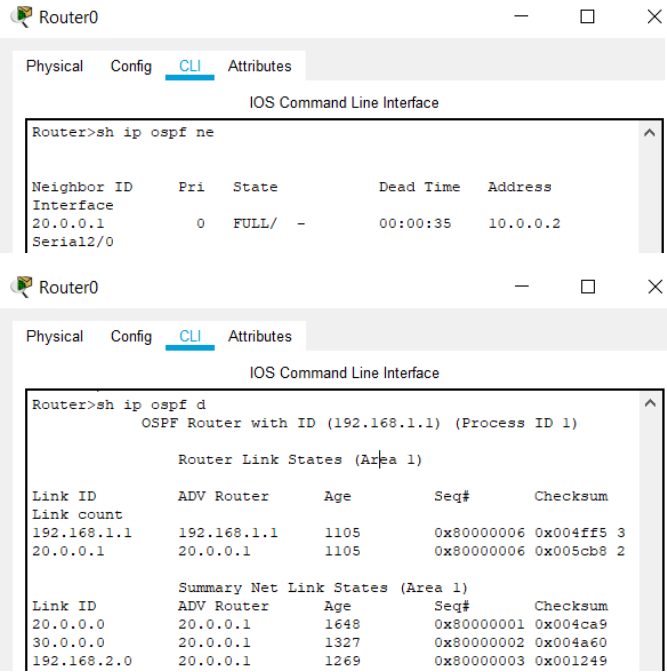 Router0
Physical Config CLI Attributes
IOS Command Line Interface
Router>sh ip ospf ne
Neighbor ID Pri State Dead Time Address
Interface
20.0.0.1 0 FULL/ - 00:00:35 10.0.0.2
Serial2/0
Router0
Physical Config CLI Attributes
IOS Command Line Interface
Router>sh ip ospf d
OSPF Router with ID (192.168.1.1) (Process ID 1)
Router Link States (Area 1)
Link ID ADV Router Age Seq# Checksum
Link count
192.168.1.1 192.168.1.1 1105 0x80000006 0x004ff5 3
20.0.0.1 20.0.0.1 1105 0x80000006 0x005cb8 2
Summary Net Link States (Area 1)
Link ID ADV Router Age Seq# Checksum
20.0.0.0 20.0.0.1 1648 0x80000001 0x004ca9
30.0.0.0 20.0.0.1 1327 0x80000002 0x004a60
192.168.2.0 20.0.0.1 1269 0x80000003 0x001249